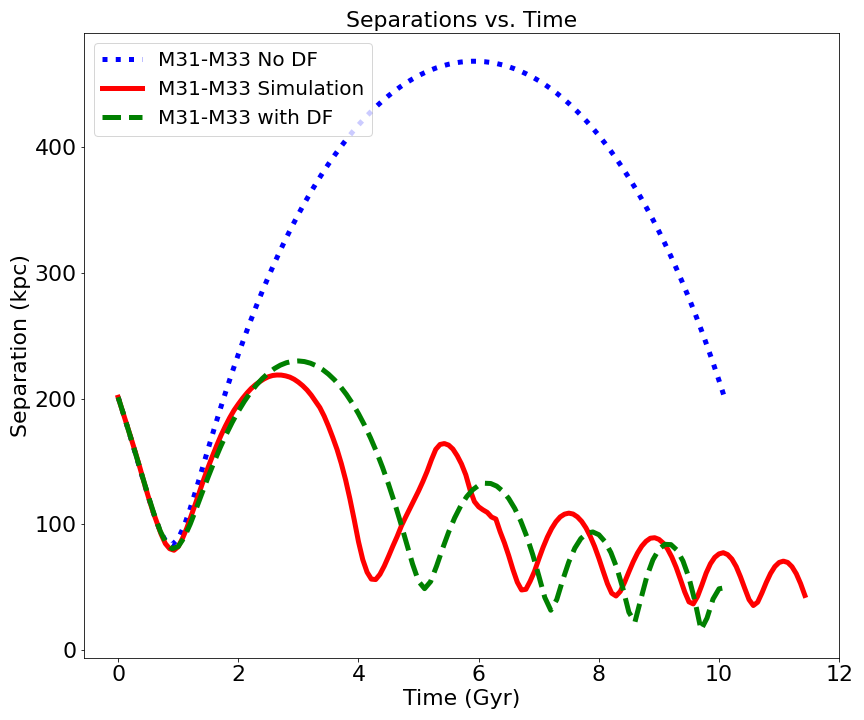 Separations vs. Time
M31-M33 No DF
M31-M33 Simulation
M31-M33 with DF
Separation (kpc)
400
300
200
100
0
0 2 4 6 8 10 12
Time (Gyr)